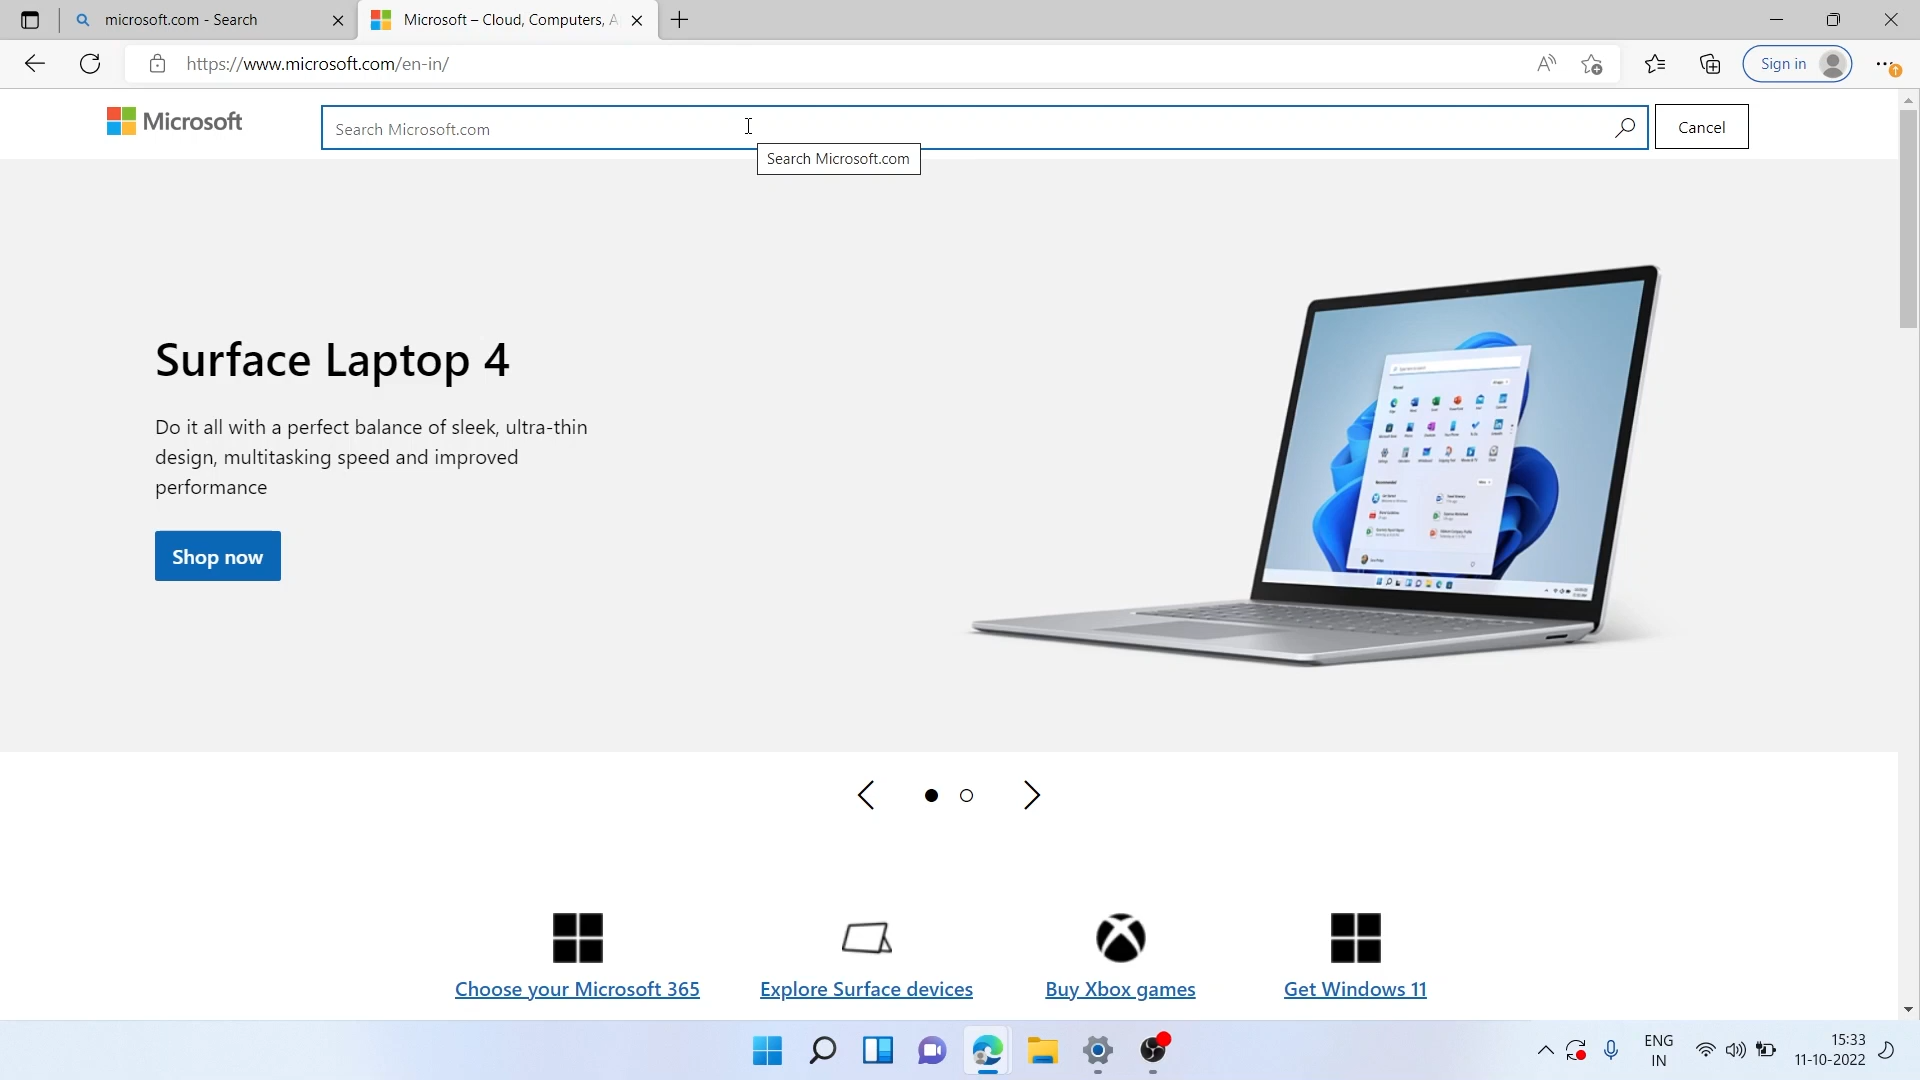 microsoft.com - Search
Microsoft – Cloud, Computers, A
https://www.microsoft.com/en-in/
Sign in
Microsoft
Search Microsoft.com
Cancel
Search Microsoft.com
Surface Laptop 4
Do it all with a perfect balance of sleek, ultra-thin
design, multitasking speed and improved
performance
Shop now
Choose your Microsoft 365
Explore Surface devices
Buy Xbox games
Get Windows 11
ENG
IN
15:33
11-10-2022